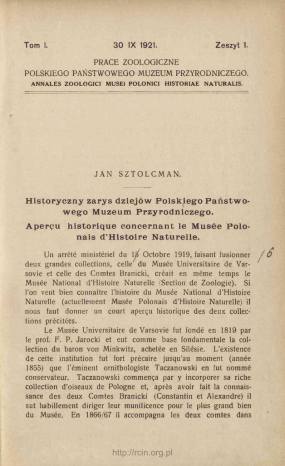 Tom I. 30 IX 1921. Zeszyt 1.
PRACE ZOOLOGICZNE
POLSKIEGO PAŃSTWOWEGO MUZEUM PRZYRODNICZEGO.
ANNALES ZOOLOGICI MUSEI POLONICI HISTORIAE NATURALIS.
JAN SZTOLCMAN.
Historyczny zarys dziejów Polskiego Państwo-
wego Muzeum Przyrodniczego.
Aperçu historique concernant le Musée Polo-
nais d'Histoire Naturelle.
Un arrêté ministériel du Octobre 1919, faisant fusionner
deux grandes collections, celle du Musée Universitaire de Var-
sovie et celle des Comtes Branicki, créait en même temps le
Musée National d'Histoire Naturelle (Section de Zoologie). Si
l'on veut bien connaître l'histoire du Musée National d'Histoire
Naturelle (actuellement Musée Polonais d'Histoire Naturelle) il
nous faut donner un court aperçu historique des deux collec-
tions précitées.
Le Musée Universitaire de Varsovie fut fondé en 1819 par
le prof. F. P. Jarocki et eut comme base fondamentale la col-
lection du baron von Minkwitz, achetée en Silésie. L'existence
de cette institution fut fort précaire jusqu'au moment (année
1855) que l'éminent ornithologiste Taczanowski en fut nommé
conservateur. Taczanowski commença par y incorporer sa riche
collection d'oiseaux de Pologne et, après avoir fait la connais-
sance des deux Comtes Branicki (Constantin et Alexandre) il
sut habillement diriger leur munificence pour le plus grand bien
du Musée. En 1866/67 il accompagna les deux comtes dans
/6
http://rcin.org.pl